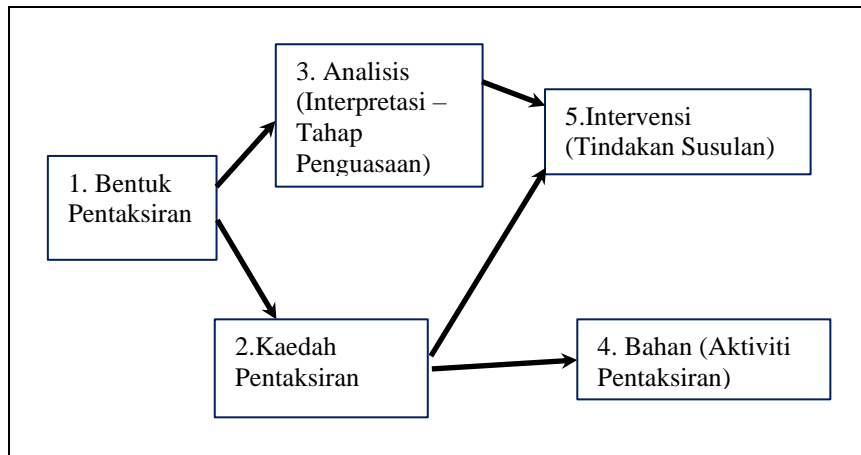 3. Analisis
(Interpretasi –
Tahap
Penguasaan)
5.Intervensi
(Tindakan Susulan)
1. Bentuk
Pentaksiran
2.Kaedah
Pentaksiran
4. Bahan (Aktiviti
Pentaksiran)